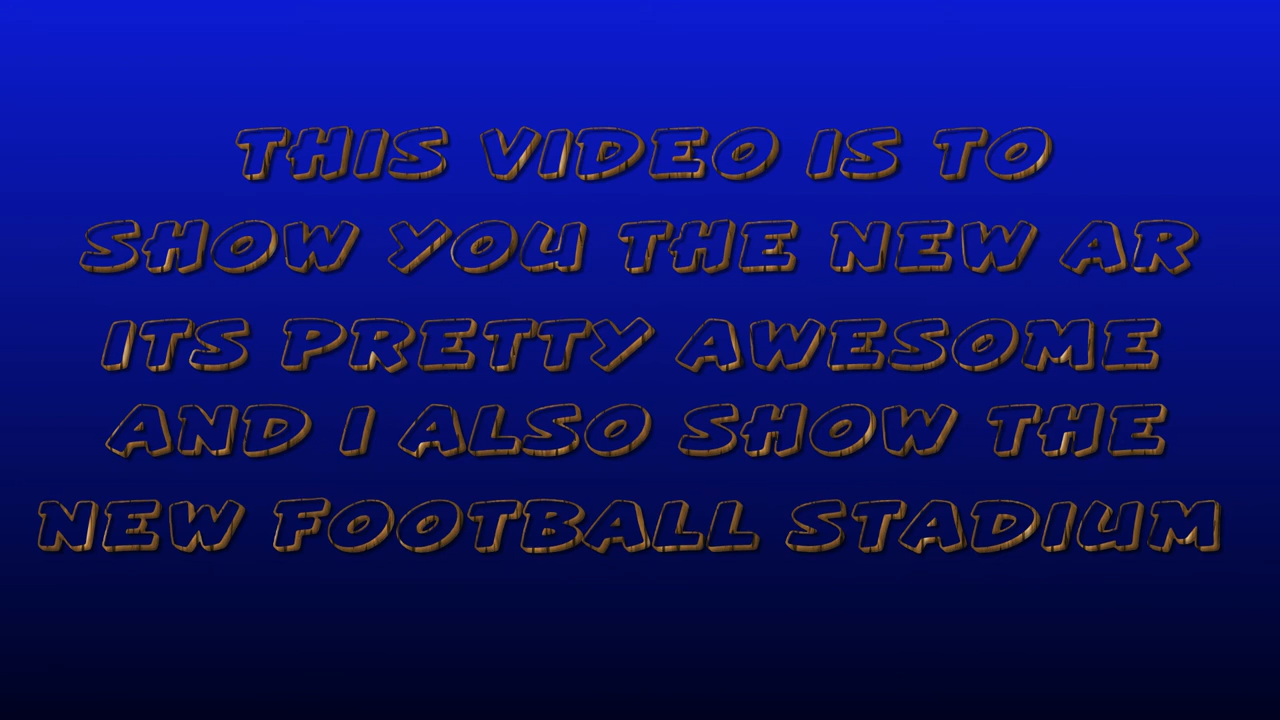 THIS VIDEO IS TO
SHOW YOU THE NEW AR
ITS PRETTY AWESOME
AND I ALSO SHOW THE
NEW FOOTBALL STADIUM